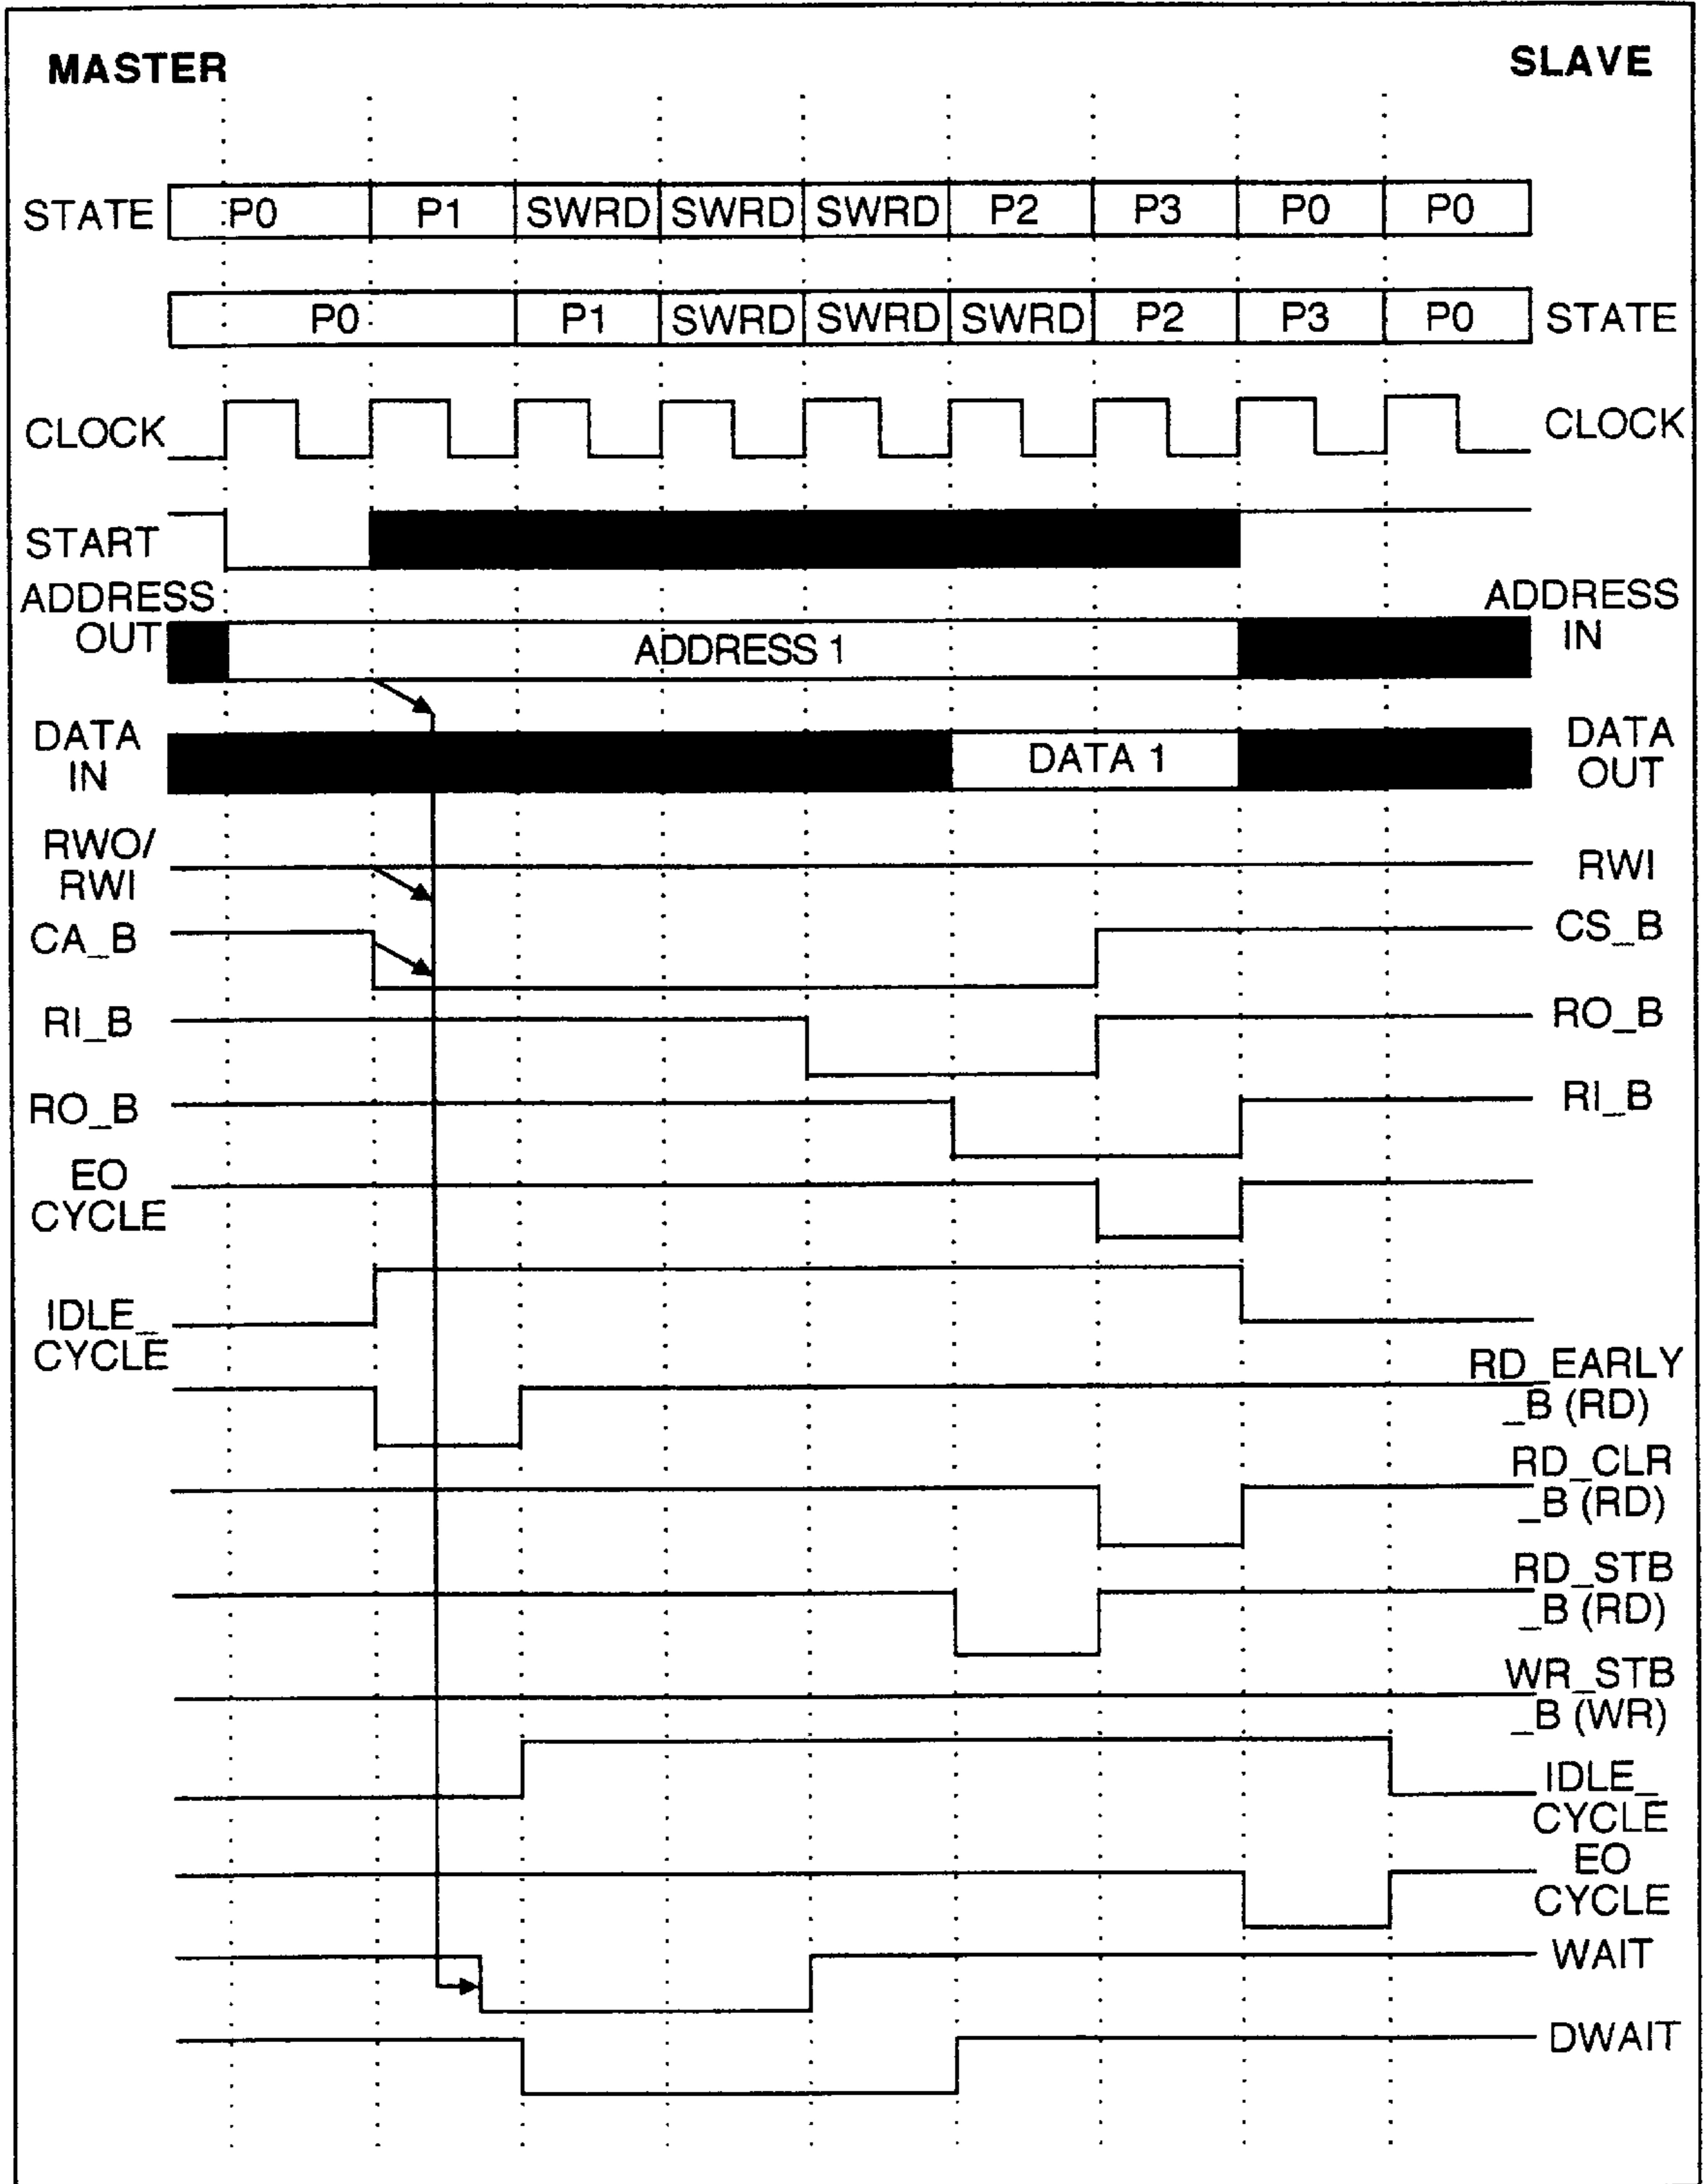 MASTER SLAVE
STATE P0 P1 SWRD SWRD SWRD P2 P3 P0 P0
P0 P1 SWRD SWRD SWRD P2 P3 P0 STATE
CLOCK CLOCK
START
ADDRESS OUT ADDRESS 1 ADDRESS IN
DATA IN DATA 1 DATA OUT
RWO/
RWI RWI
CA_B CS_B
RI_B RO_B
RO_B RI_B
EO
CYCLE
IDLE_
CYCLE
RD_EARLY
_B (RD)
RD_CLR
_B (RD)
RD_STB
_B (RD)
WR_STB
_B (WR)
IDLE_
CYCLE
EO
CYCLE
WAIT
DWAIT